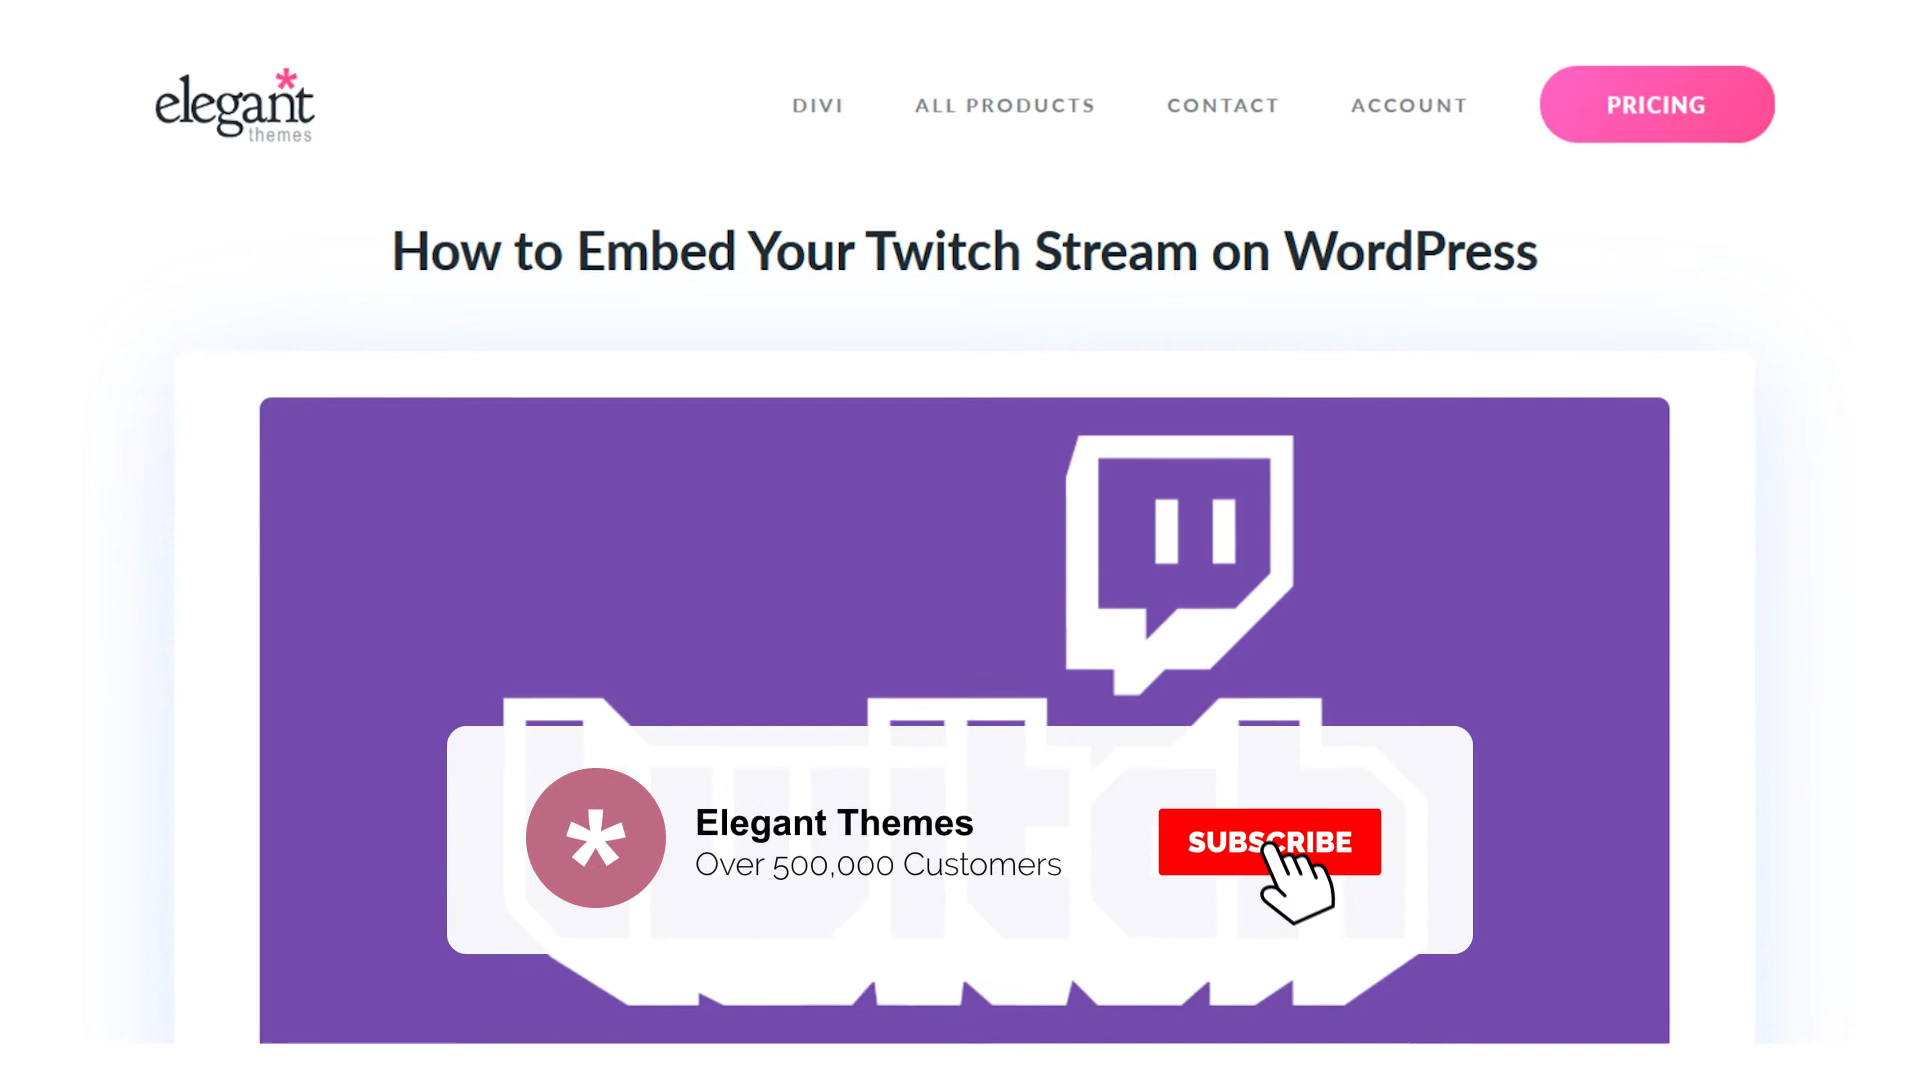 elegant
themes
DIVI
ALL PRODUCTS
CONTACT
ACCOUNT
PRICING
How to Embed Your Twitch Stream on WordPress
twitch
Elegant Themes
Over 500,000 Customers
SUBSCRIBE